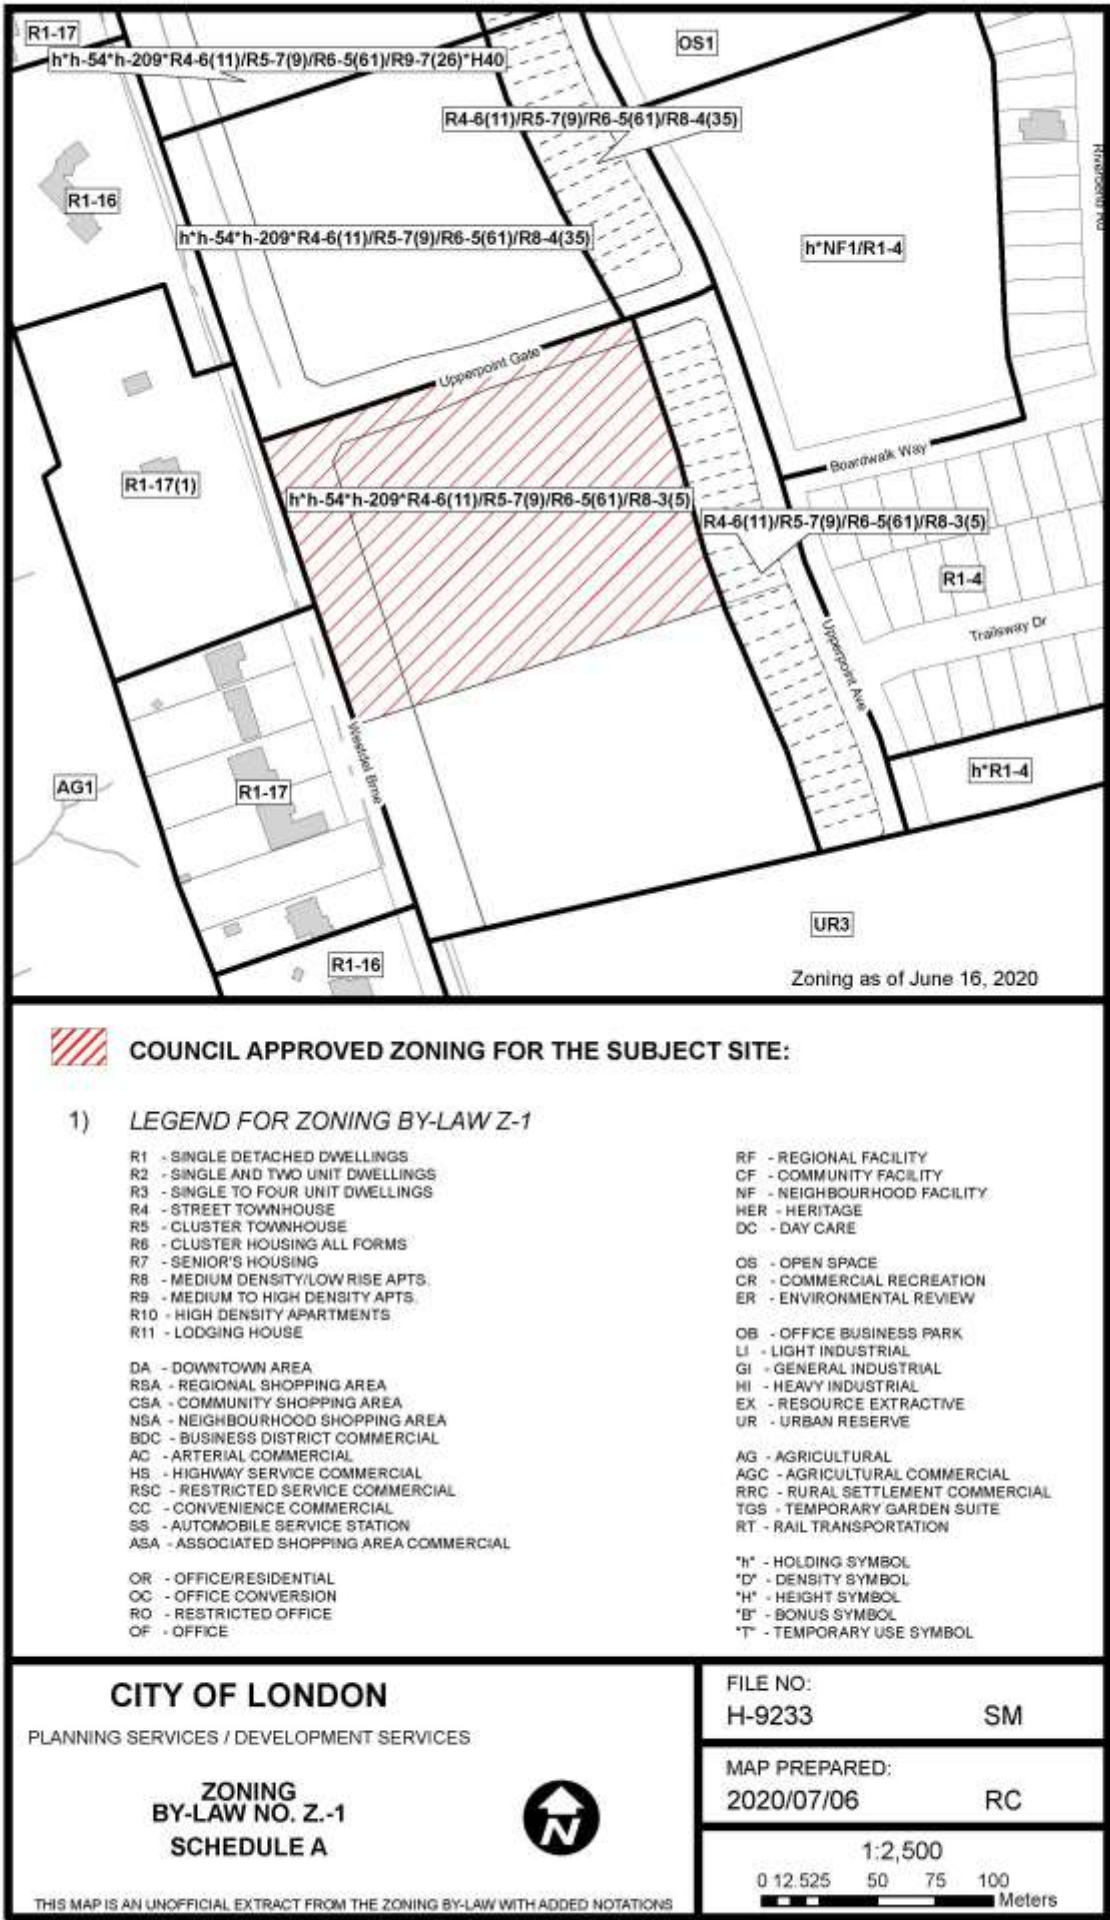 R1-17
h*h-54*h-209*R4-6(11)/R5-7(9)/R6-5(61)/R9-7(26)*H40
OS1
R4-6(11)/R5-7(9)/R6-5(61)/R8-4(35)
R1-16
h*h-54*h-209*R4-6(11)/R5-7(9)/R6-5(61)/R8-4(35)
h*NF1/R1-4
Upperpoint Gate
Boardwalk Way
R1-17(1)
h*h-54*h-209*R4-6(11)/R5-7(9)/R6-5(61)/R8-3(5)
R4-6(11)/R5-7(9)/R6-5(61)/R8-3(5)
R1-4
Trailsway Dr
Upperpoint Ave
Westdel Brne
AG1
R1-17
h*R1-4
UR3
R1-16
Zoning as of June 16, 2020
COUNCIL APPROVED ZONING FOR THE SUBJECT SITE:
1) LEGEND FOR ZONING BY-LAW Z-1
R1 - SINGLE DETACHED DWELLINGS
R2 - SINGLE AND TWO UNIT DWELLINGS
R3 - SINGLE TO FOUR UNIT DWELLINGS
R4 - STREET TOWNHOUSE
R5 - CLUSTER TOWNHOUSE
R6 - CLUSTER HOUSING ALL FORMS
R7 - SENIOR'S HOUSING
R8 - MEDIUM DENSITY/LOW RISE APTS.
R9 - MEDIUM TO HIGH DENSITY APTS.
R10 - HIGH DENSITY APARTMENTS
R11 - LODGING HOUSE
DA - DOWNTOWN AREA
RSA - REGIONAL SHOPPING AREA
CSA - COMMUNITY SHOPPING AREA
NSA - NEIGHBOURHOOD SHOPPING AREA
BDC - BUSINESS DISTRICT COMMERCIAL
AC - ARTERIAL COMMERCIAL
HS - HIGHWAY SERVICE COMMERCIAL
RSC - RESTRICTED SERVICE COMMERCIAL
CC - CONVENIENCE COMMERCIAL
SS - AUTOMOBILE SERVICE STATION
ASA - ASSOCIATED SHOPPING AREA COMMERCIAL
OR - OFFICE/RESIDENTIAL
OC - OFFICE CONVERSION
RO - RESTRICTED OFFICE
OF - OFFICE
RF - REGIONAL FACILITY
CF - COMMUNITY FACILITY
NF - NEIGHBOURHOOD FACILITY
HER - HERITAGE
DC - DAY CARE
OS - OPEN SPACE
CR - COMMERCIAL RECREATION
ER - ENVIRONMENTAL REVIEW
OB - OFFICE BUSINESS PARK
LI - LIGHT INDUSTRIAL
GI - GENERAL INDUSTRIAL
HI - HEAVY INDUSTRIAL
EX - RESOURCE EXTRACTIVE
UR - URBAN RESERVE
AG - AGRICULTURAL
AGC - AGRICULTURAL COMMERCIAL
RRC - RURAL SETTLEMENT COMMERCIAL
TGS - TEMPORARY GARDEN SUITE
RT - RAIL TRANSPORTATION
"h" - HOLDING SYMBOL
"D" - DENSITY SYMBOL
"H" - HEIGHT SYMBOL
"B" - BONUS SYMBOL
"T" - TEMPORARY USE SYMBOL
CITY OF LONDON
PLANNING SERVICES / DEVELOPMENT SERVICES
ZONING
BY-LAW NO. Z.-1
SCHEDULE A
N
THIS MAP IS AN UNOFFICIAL EXTRACT FROM THE ZONING BY-LAW WITH ADDED NOTATIONS
FILE NO:
H-9233 SM
MAP PREPARED:
2020/07/06 RC
1:2,500
0 12.525 50 75 100
Meters